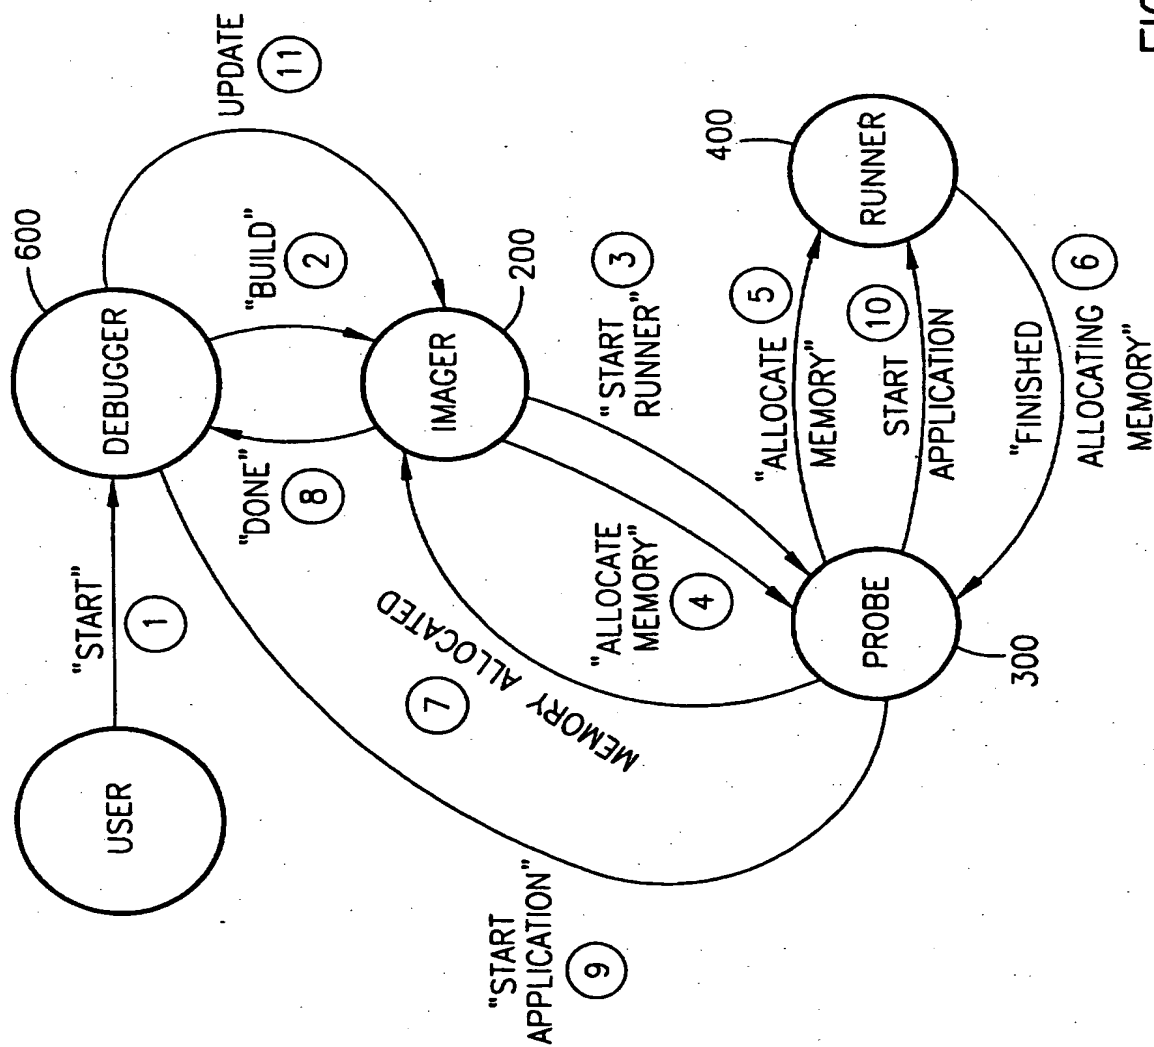 USER
"START"
1
DEBUGGER
600
UPDATE
11
"BUILD"
2
"DONE"
8
IMAGER
200
"START
RUNNER"
3
"ALLOCATE
MEMORY"
4
MEMORY ALLOCATED
7
"START
APPLICATION"
9
PROBE
300
"ALLOCATE
MEMORY"
5
START
APPLICATION
10
RUNNER
400
"FINISHED
ALLOCATING
MEMORY"
6